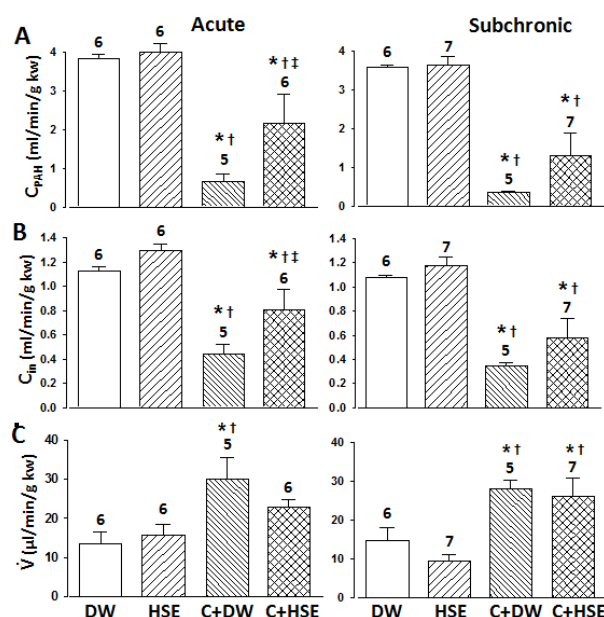 Acute Subchronic
A
C_PAH (ml/min/g kw)
4
3
2
1
0
6 6 *† 5 *†‡ 6
4
3
2
1
0
6 7 *† 5 *† 7
B
C_in (ml/min/g kw)
1.2
1.0
0.8
0.6
0.4
0.2
0.0
6 6 *† 5 *†‡ 6
1.2
1.0
0.8
0.6
0.4
0.2
0.0
6 7 *† 5 *† 7
C
V̇ (µl/min/g kw)
40
30
20
10
0
6 6 *† 5 6
40
30
20
10
0
6 7 *† 5 *† 7
DW HSE C+DW C+HSE DW HSE C+DW C+HSE